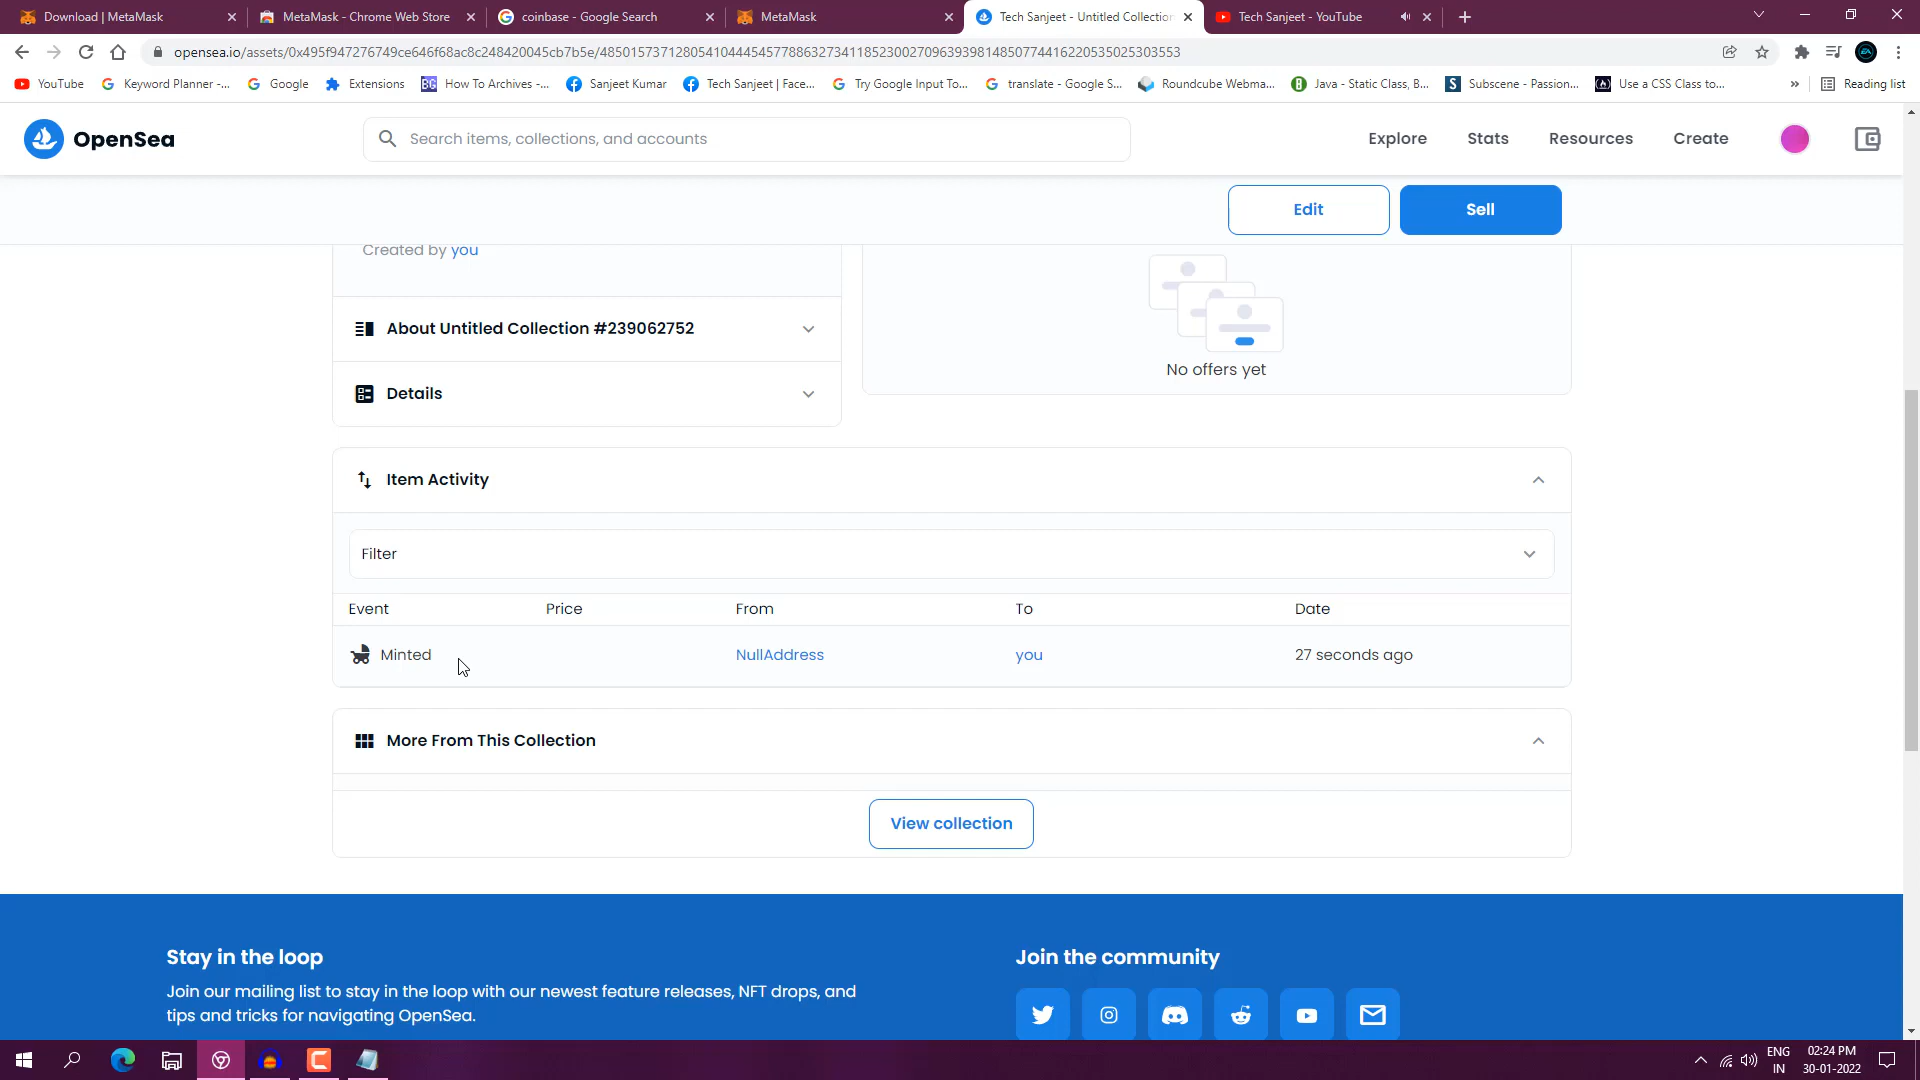 Download | MetaMask
MetaMask - Chrome Web Store
coinbase - Google Search
MetaMask
Tech Sanjeet - Untitled Collection
Tech Sanjeet - YouTube
opensea.io/assets/0x495f947276749ce646f68ac8c248420045cb7b5e/48501573712805410444545778863273411852300270963939814850774416220535025303553
YouTube
Keyword Planner -...
Google
Extensions
How To Archives -...
Sanjeet Kumar
Tech Sanjeet | Face...
Try Google Input To...
translate - Google S...
Roundcube Webma...
Java - Static Class, B...
Subscene - Passion...
Use a CSS Class to...
»
Reading list
OpenSea
Search items, collections, and accounts
Explore
Stats
Resources
Create
Edit
Sell
Created by you
About Untitled Collection #239062752
Details
No offers yet
Item Activity
Filter
Event Price From To Date
Minted NullAddress you 27 seconds ago
More From This Collection
View collection
Stay in the loop
Join our mailing list to stay in the loop with our newest feature releases, NFT drops, and
tips and tricks for navigating OpenSea.
Join the community
ENG
IN
02:24 PM
30-01-2022